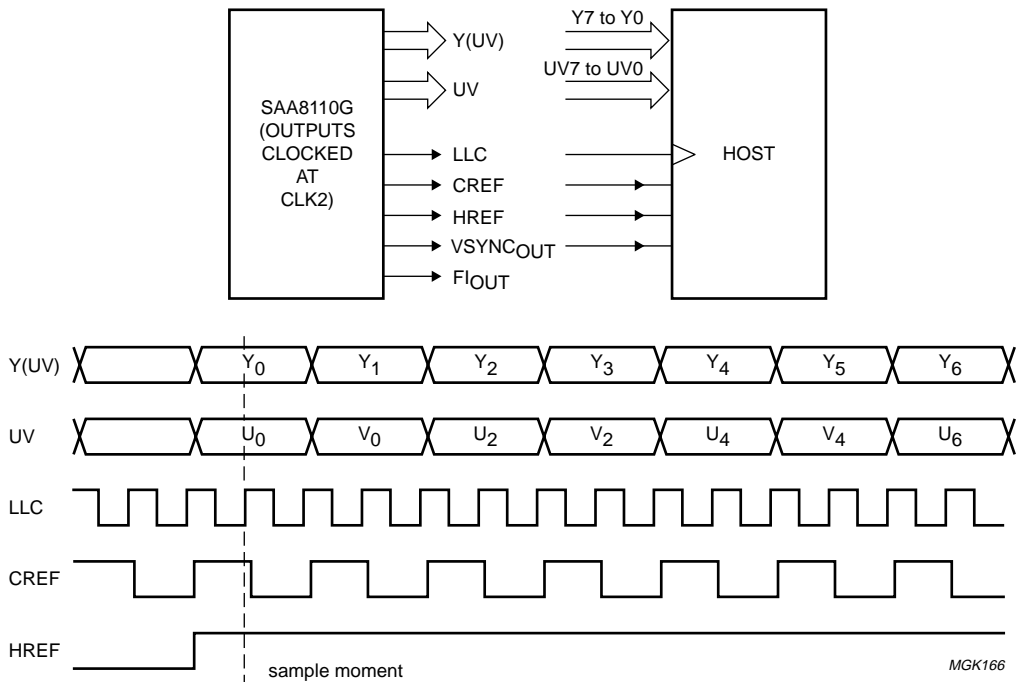 SAA8110G
(OUTPUTS
CLOCKED
AT
CLK2)
Y(UV)
UV
LLC
CREF
HREF
VSYNCOUT
FIOUT
Y7 to Y0
UV7 to UV0
HOST
Y(UV) Y0 Y1 Y2 Y3 Y4 Y5 Y6
UV U0 V0 U2 V2 U4 V4 U6
LLC
CREF
HREF
sample moment
MGK166